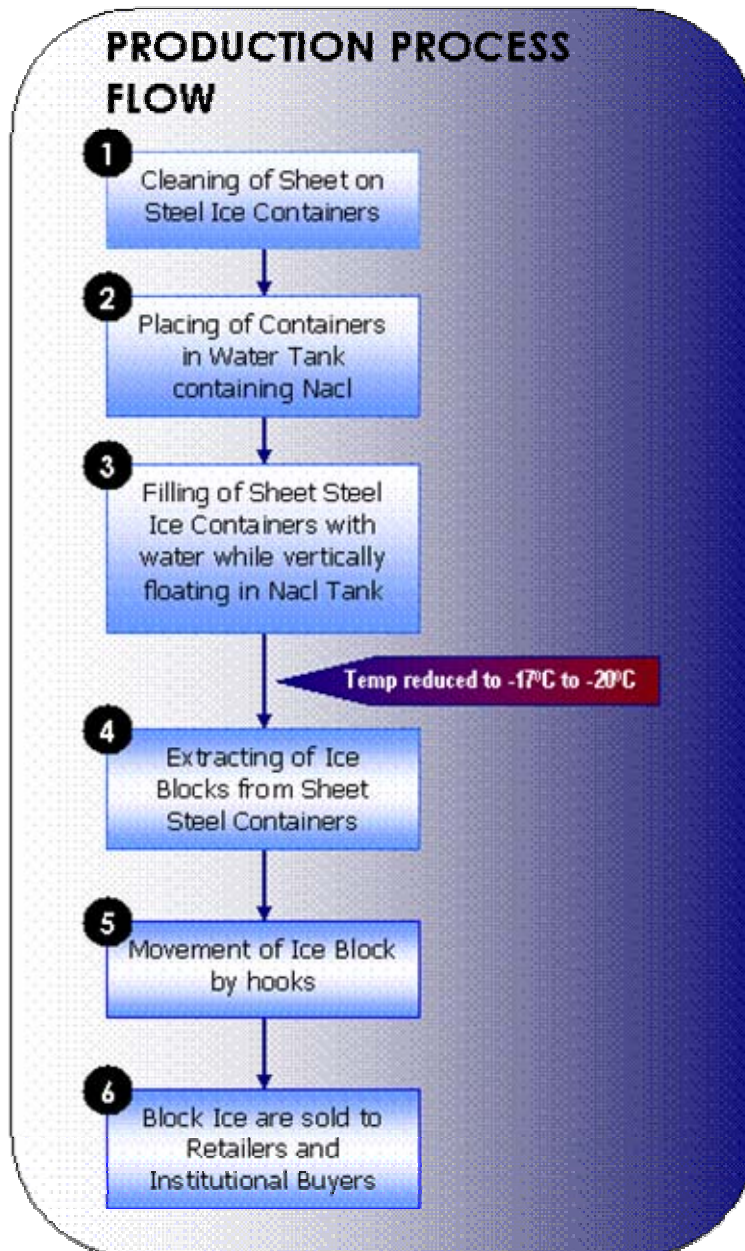 PRODUCTION PROCESS
FLOW
1
Cleaning of Sheet on
Steel Ice Containers
2
Placing of Containers
in Water Tank
containing Nacl
3
Filling of Sheet Steel
Ice Containers with
water while vertically
floating in Nacl Tank
Temp reduced to -17⁰C to -20⁰C
4
Extracting of Ice
Blocks from Sheet
Steel Containers
5
Movement of Ice Block
by hooks
6
Block Ice are sold to
Retailers and
Institutional Buyers